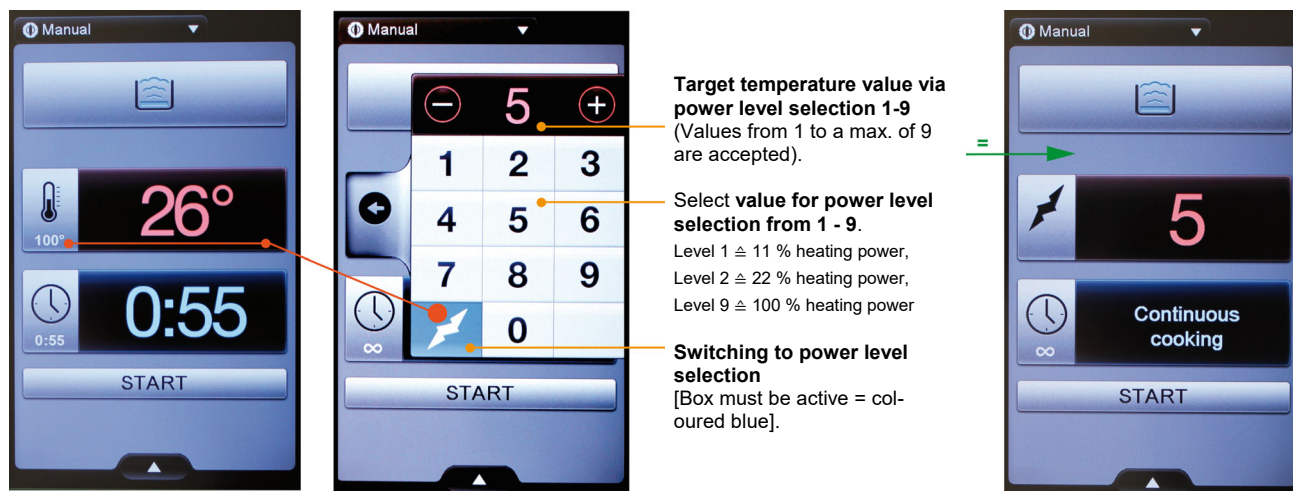 Manual
26°
100°
0:55
0:55
START
Manual
5
1 2 3
4 5 6
7 8 9
0
∞
START
Target temperature value via
power level selection 1-9
(Values from 1 to a max. of 9
are accepted).
Select value for power level
selection from 1 - 9.
Level 1 ≙ 11 % heating power,
Level 2 ≙ 22 % heating power,
Level 9 ≙ 100 % heating power
Switching to power level
selection
[Box must be active = col-
oured blue].
=
Manual
5
Continuous
cooking
∞
START